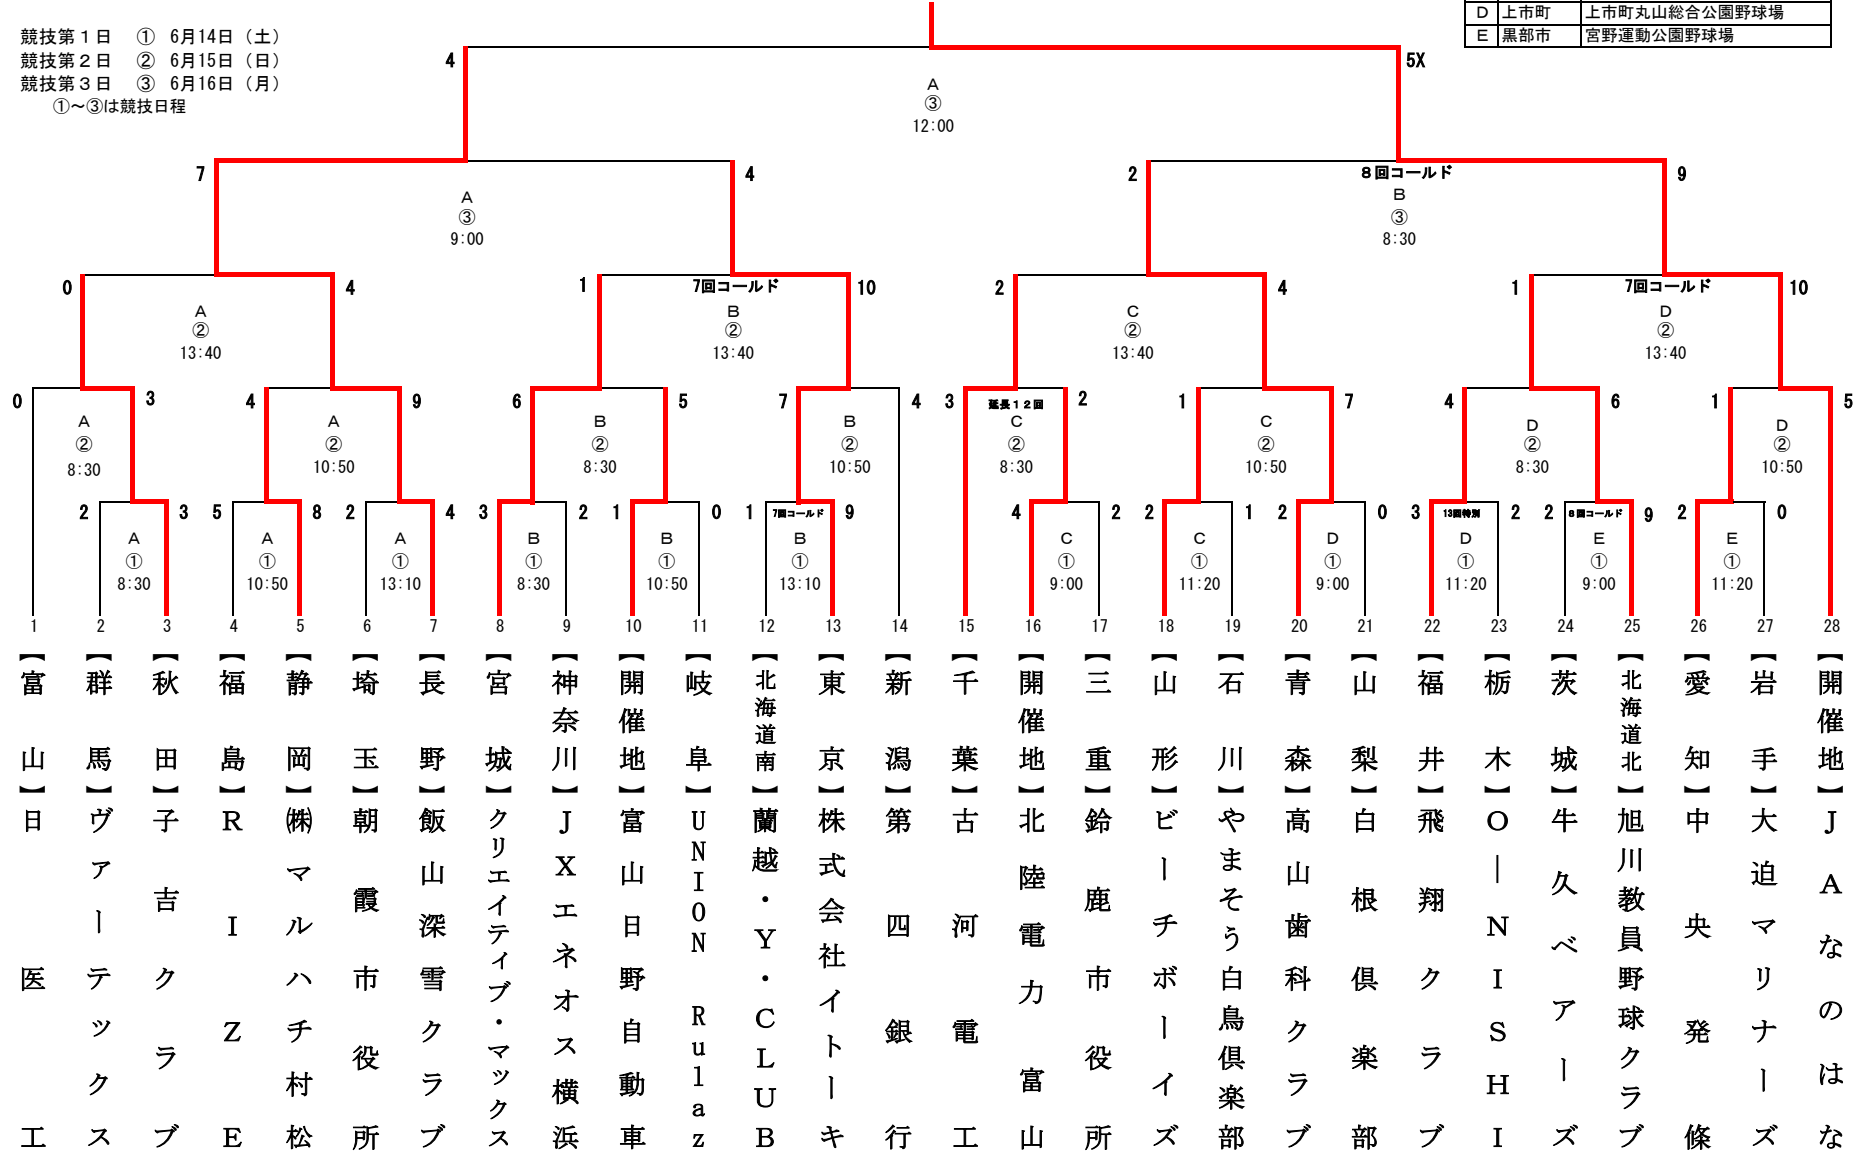 D 上市町 上市町丸山総合公園野球場
E 黒部市 宮野運動公園野球場
競技第１日 ① 6月14日（土）
競技第２日 ② 6月15日（日）
競技第３日 ③ 6月16日（月）
①～③は競技日程
4 5X
A
③
12:00
7 4 2 8回コールド 9
A B
③ ③
9:00 8:30
0 4 1 7回コールド 10 2 4 1 7回コールド 10
A B C D
② ② ② ②
13:40 13:40 13:40 13:40
0 3 4 9 6 5 7 4 3 延長１２回 2 1 7 4 6 1 5
A A B B C C D D
② ② ② ② ② ② ② ②
8:30 10:50 8:30 10:50 8:30 10:50 8:30 10:50
2 3 5 8 2 4 3 2 1 0 1 7回コールド 9 4 2 2 1 2 0 3 13回特別 2 2 8回コールド 9 2 0
A A A B B B C C D D E E
① ① ① ① ① ① ① ① ① ① ① ①
8:30 10:50 13:10 8:30 10:50 13:10 9:00 11:20 9:00 11:20 9:00 11:20
1 2 3 4 5 6 7 8 9 10 11 12 13 14 15 16 17 18 19 20 21 22 23 24 25 26 27 28
【富山】日医工
【群馬】ヴァーテックス
【秋田】子吉クラブ
【福島】ＲＩＺＥ
【静岡】㈱マルハチ村松
【埼玉】朝霞市役所
【長野】飯山深雪クラブ
【宮城】クリエイティブ・マックス
【神奈川】ＪＸエネオス横浜
【開催地】富山日野自動車
【岐阜】UNION Rulaz
【北海道南】蘭越・Ｙ・ＣＬＵＢ
【東京】株式会社イトーキ
【新潟】第四銀行
【千葉】古河電工
【開催地】北陸電力富山
【三重】鈴鹿市役所
【山形】ビーチボーイズ
【石川】やまそう白鳥倶楽部
【青森】高山歯科クラブ
【山梨】白根倶楽部
【福井】飛翔クラブ
【栃木】Ｏ―ＮＩＳＨＩ
【茨城】牛久ベアーズ
【北海道北】旭川教員野球クラブ
【愛知】中央発條
【岩手】大迫マリナーズ
【開催地】ＪＡなのはな